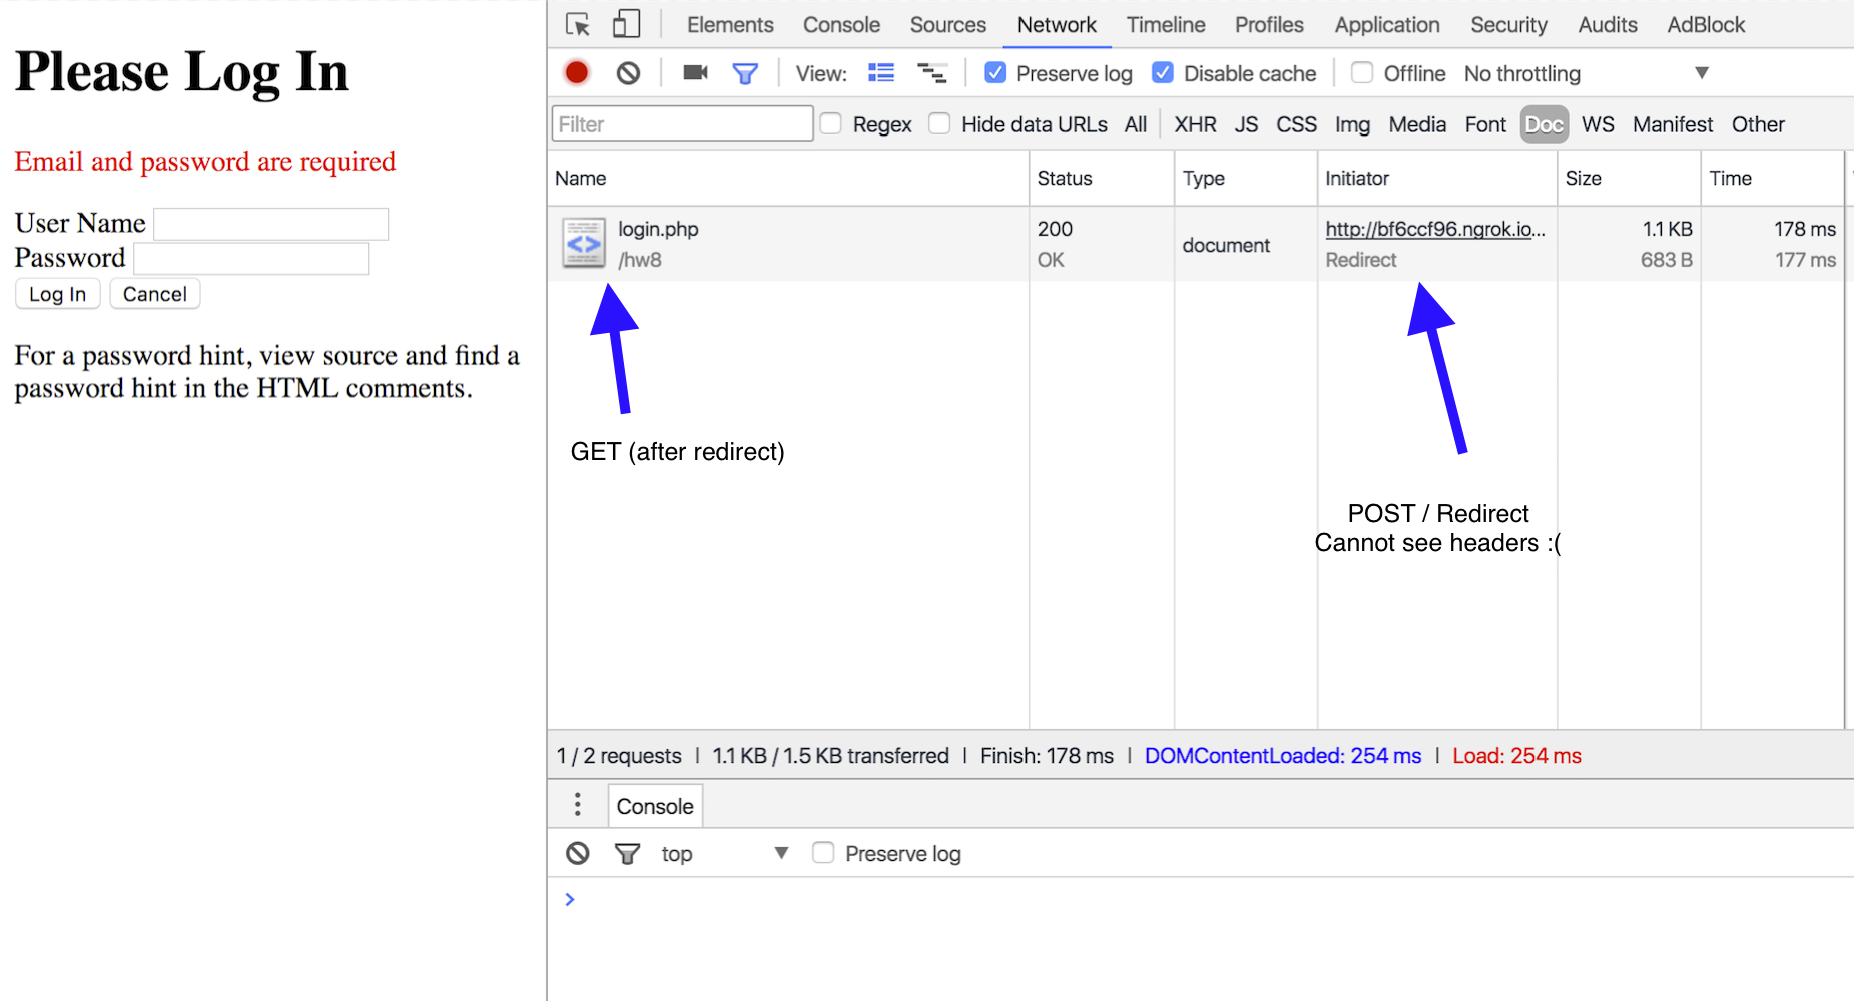 Please Log In
Email and password are required
User Name
Password
Log In Cancel
For a password hint, view source and find a
password hint in the HTML comments.
Elements Console Sources Network Timeline Profiles Application Security Audits AdBlock
View: Preserve log Disable cache Offline No throttling
Filter Regex Hide data URLs All XHR JS CSS Img Media Font Doc WS Manifest Other
Name Status Type Initiator Size Time
login.php 200 document http://bf6ccf96.ngrok.io... 1.1 KB 178 ms
/hw8 OK Redirect 683 B 177 ms
GET (after redirect)
POST / Redirect
Cannot see headers :(
1 / 2 requests | 1.1 KB / 1.5 KB transferred | Finish: 178 ms | DOMContentLoaded: 254 ms | Load: 254 ms
Console
top Preserve log
>